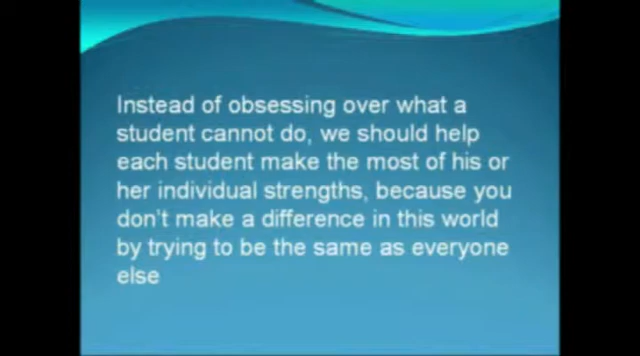 Instead of obsessing over what a
student cannot do, we should help
each student make the most of his or
her individual strengths, because you
don't make a difference in this world
by trying to be the same as everyone
else